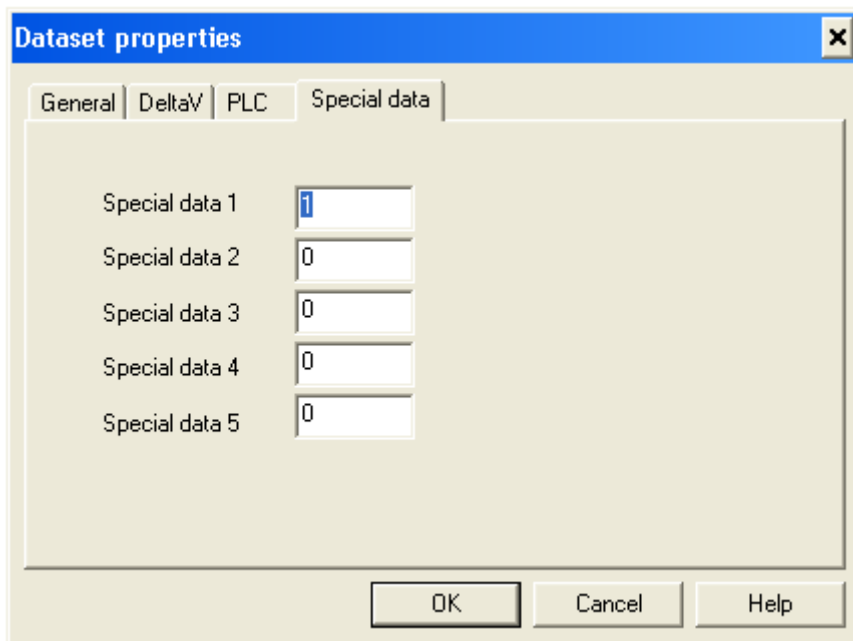 Dataset properties
General DeltaV PLC Special data
Special data 1 1
Special data 2 0
Special data 3 0
Special data 4 0
Special data 5 0
OK Cancel Help